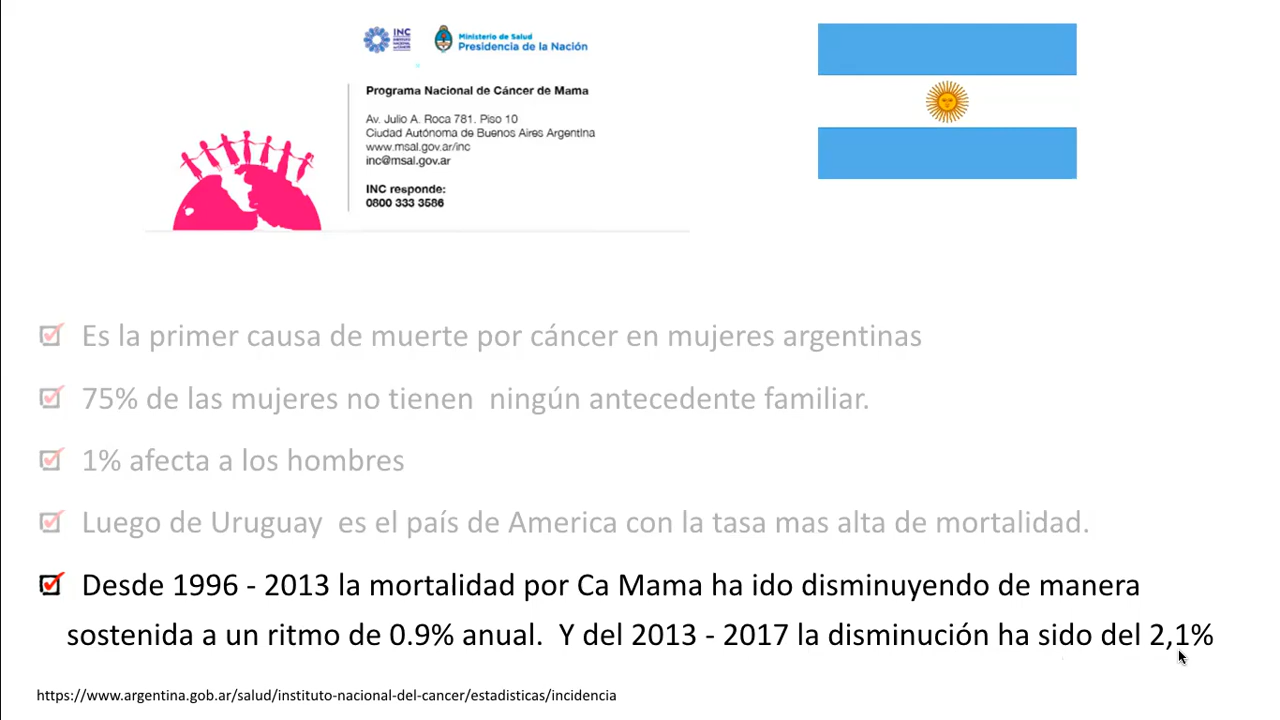 INC
INSTITUTO
NACIONAL
DEL CÁNCER
Ministerio de Salud
Presidencia de la Nación
Programa Nacional de Cáncer de Mama
Av. Julio A. Roca 781. Piso 10
Ciudad Autónoma de Buenos Aires Argentina
www.msal.gov.ar/inc
inc@msal.gov.ar
INC responde:
0800 333 3586
Es la primer causa de muerte por cáncer en mujeres argentinas
75% de las mujeres no tienen ningún antecedente familiar.
1% afecta a los hombres
Luego de Uruguay es el país de America con la tasa mas alta de mortalidad.
Desde 1996 - 2013 la mortalidad por Ca Mama ha ido disminuyendo de manera
sostenida a un ritmo de 0.9% anual. Y del 2013 - 2017 la disminución ha sido del 2,1%
https://www.argentina.gob.ar/salud/instituto-nacional-del-cancer/estadisticas/incidencia